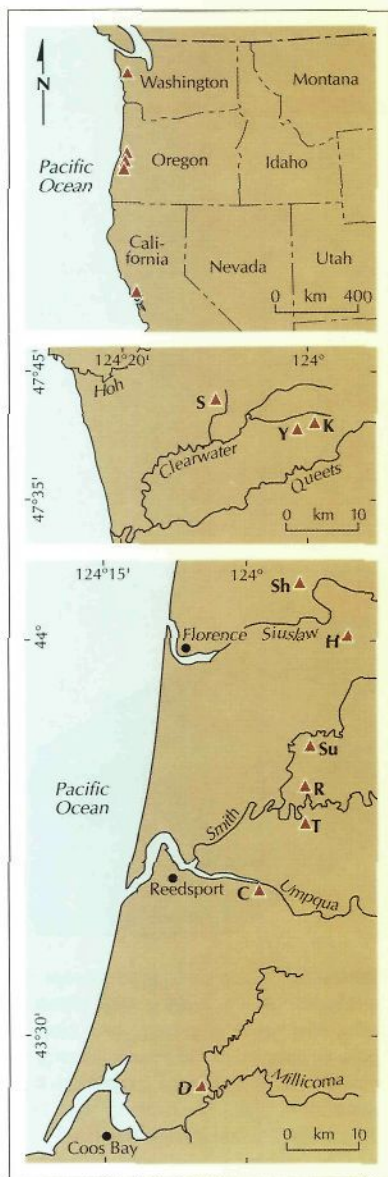 N
Washington
Montana
Pacific
Ocean
Oregon
Idaho
Cali-
fornia
Nevada
Utah
0 km 400
124°20'
124°
47°45'
Hoh
S
Y
K
Clearwater
Queets
47°35'
0 km 10
124°15'
124°
Sh
44°
Florence
Siuslaw
H
Su
Pacific
Ocean
R
Smith
T
Reedsport
C
Umpqua
43°30'
D
Millicoma
Coos Bay
0 km 10